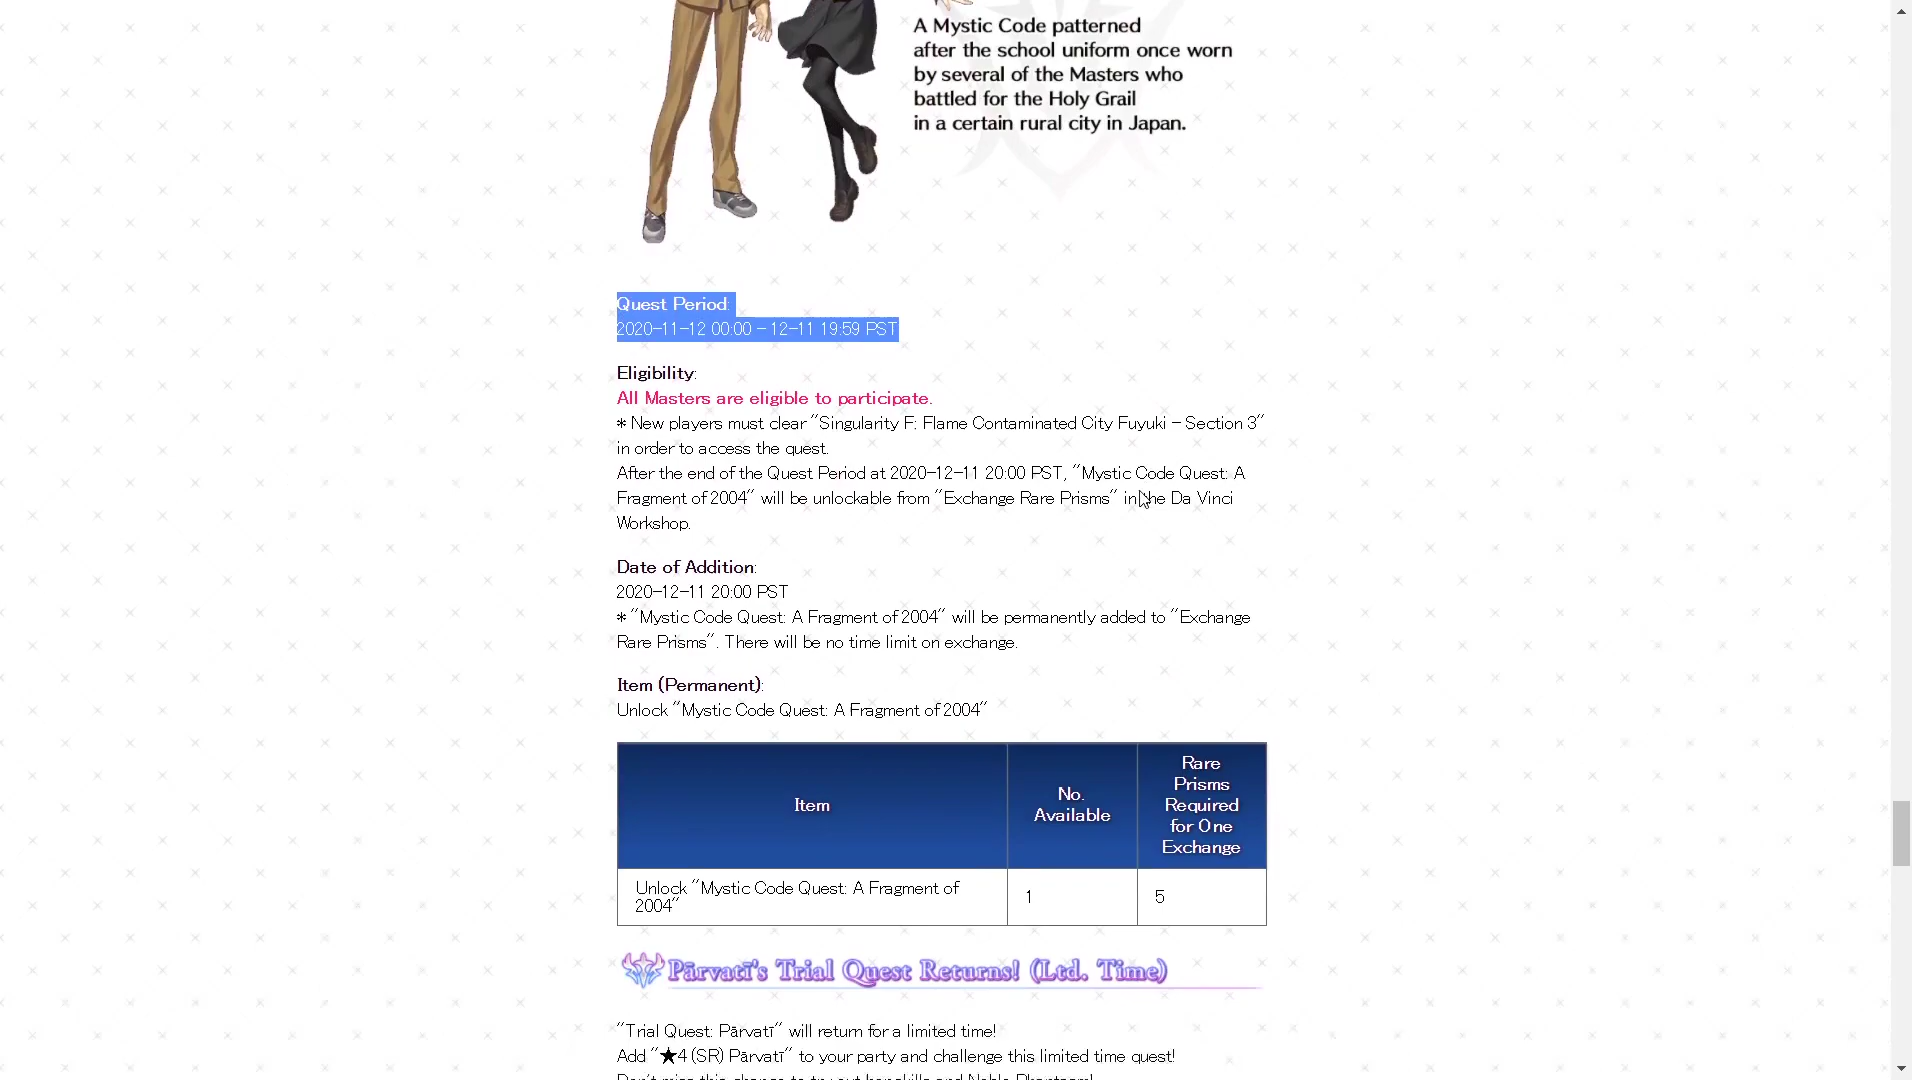 A Mystic Code patterned
after the school uniform once worn
by several of the Masters who
battled for the Holy Grail
in a certain rural city in Japan.
Quest Period:
2020-11-12 00:00 - 12-11 19:59 PST
Eligibility:
All Masters are eligible to participate.
* New players must clear "Singularity F: Flame Contaminated City Fuyuki - Section 3"
in order to access the quest.
After the end of the Quest Period at 2020-12-11 20:00 PST, "Mystic Code Quest: A
Fragment of 2004" will be unlockable from "Exchange Rare Prisms" in the Da Vinci
Workshop.
Date of Addition:
2020-12-11 20:00 PST
* "Mystic Code Quest: A Fragment of 2004" will be permanently added to "Exchange
Rare Prisms". There will be no time limit on exchange.
Item (Permanent):
Unlock "Mystic Code Quest: A Fragment of 2004"
Item
No.
Available
Rare
Prisms
Required
for One
Exchange
Unlock "Mystic Code Quest: A Fragment of
2004"
1
5
Pārvatī's Trial Quest Returns! (Ltd. Time)
"Trial Quest: Pārvatī" will return for a limited time!
Add "★4 (SR) Pārvatī" to your party and challenge this limited time quest!